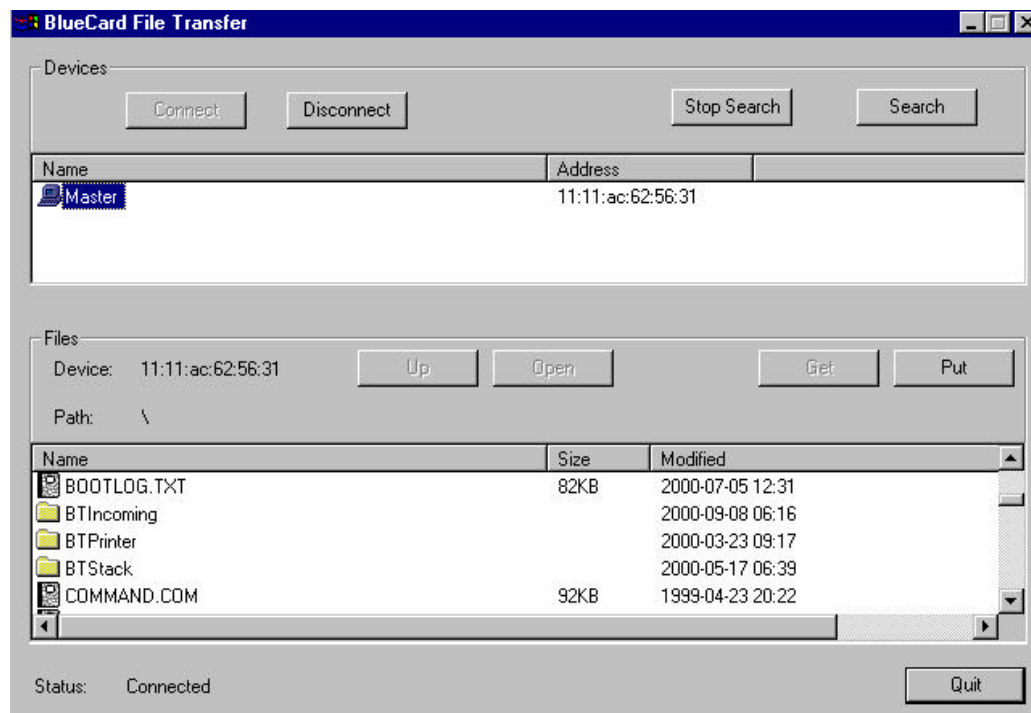 BlueCard File Transfer
Devices
Connect Disconnect Stop Search Search
Name Address
Master 11:11:ac:62:56:31
Files
Device: 11:11:ac:62:56:31 Up Open Get Put
Path: \
Name Size Modified
BOOTLOG.TXT 82KB 2000-07-05 12:31
BTIncoming 2000-09-08 06:16
BTPrinter 2000-03-23 09:17
BTStack 2000-05-17 06:39
COMMAND.COM 92KB 1999-04-23 20:22
Status: Connected Quit